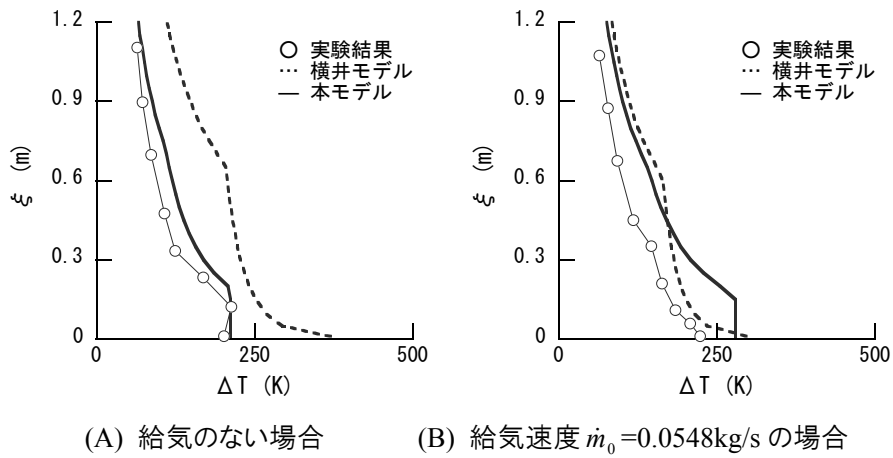 1.2
0.9
0.6
0.3
0
ξ (m)
0 250 500
ΔT (K)
実験結果
横井モデル
本モデル
(A) 給気のない場合
1.2
0.9
0.6
0.3
0
ξ (m)
0 250 500
ΔT (K)
実験結果
横井モデル
本モデル
(B) 給気速度 ṁ₀=0.0548kg/s の場合